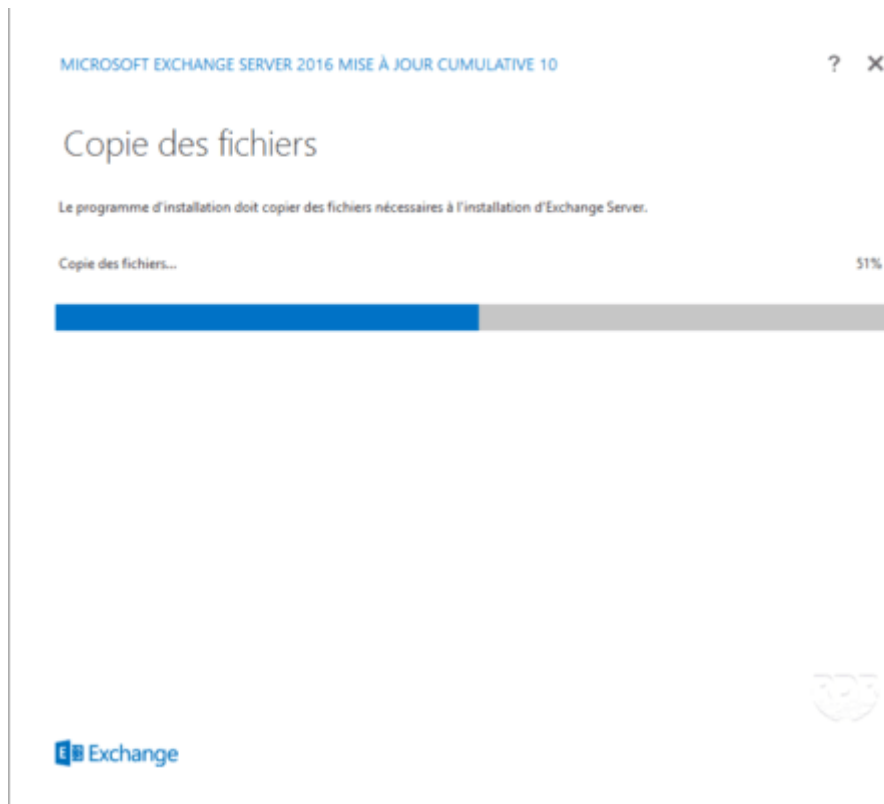 MICROSOFT EXCHANGE SERVER 2016 MISE À JOUR CUMULATIVE 10
? ✕
Copie des fichiers
Le programme d'installation doit copier des fichiers nécessaires à l'installation d'Exchange Server.
Copie des fichiers... 51%
Exchange